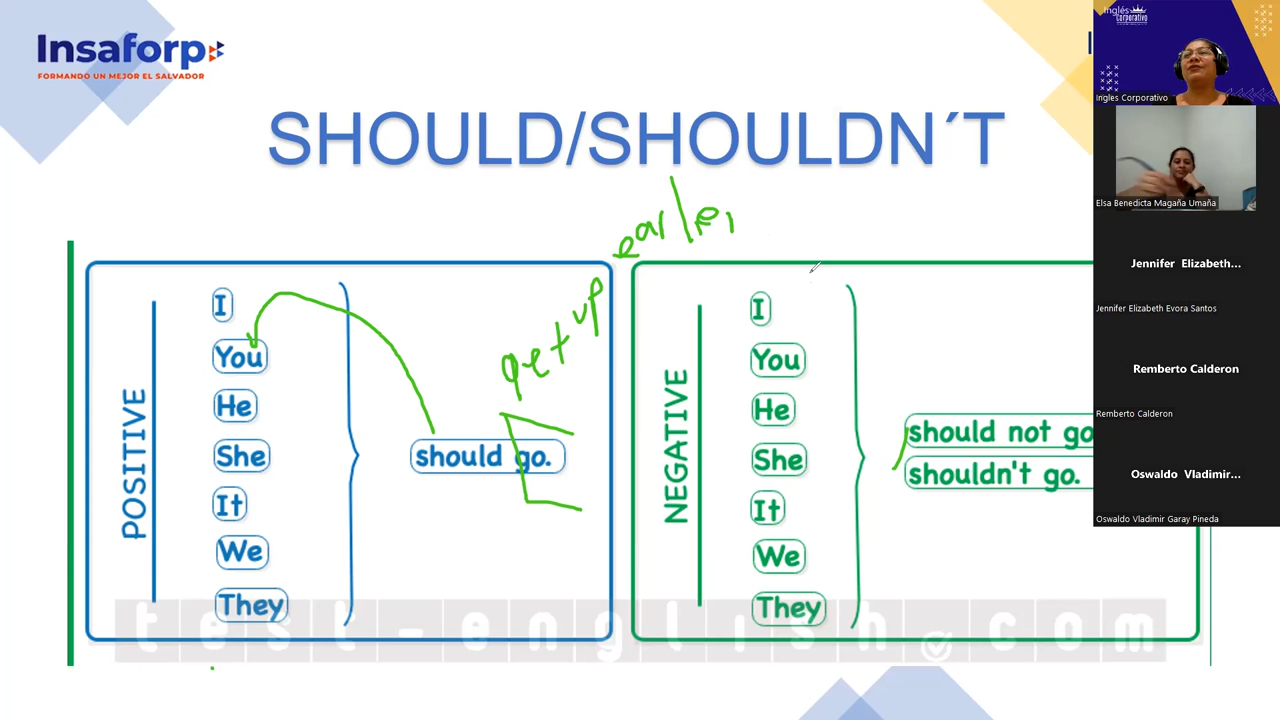 Insaforp
FORMANDO UN MEJOR EL SALVADOR
SHOULD/SHOULDN´T
earlier
get up
POSITIVE
I
You
He
She
It
We
They
should go.
NEGATIVE
I
You
He
She
It
We
They
should not go
shouldn't go.
test-english.com
Inglés
Corporativo
Ingles Corporativo
Elsa Benedicta Magaña Umaña
Jennifer Elizabeth...
Jennifer Elizabeth Evora Santos
Remberto Calderon
Remberto Calderon
Oswaldo Vladimir...
Oswaldo Vladimir Garay Pineda